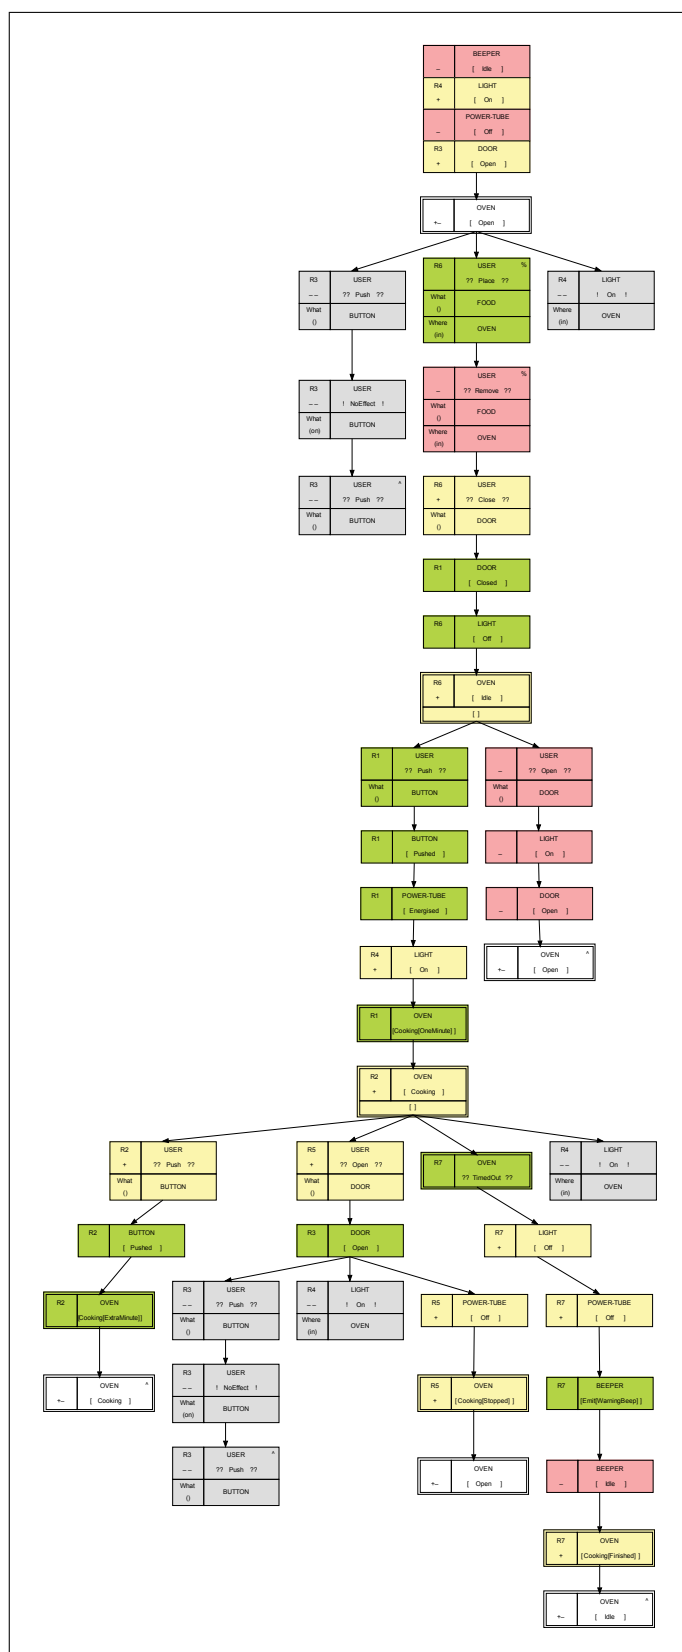 BEEPER
– [ Idle ]
R4 LIGHT
+ [ On ]
POWER-TUBE
– [ Off ]
R3 DOOR
+ [ Open ]
OVEN
+– [ Open ]
R3 USER
– – ?? Push ??
What BUTTON
()
R6 USER %
?? Place ??
What FOOD
()
Where OVEN
(in)
R4 LIGHT
– – ! On !
Where OVEN
(in)
R3 USER
– – ! NoEffect !
What BUTTON
(on)
USER %
– ?? Remove ??
What FOOD
()
Where OVEN
(in)
R3 USER ^
– – ?? Push ??
What BUTTON
()
R6 USER
+ ?? Close ??
What DOOR
()
R1 DOOR
[ Closed ]
R6 LIGHT
[ Off ]
R6 OVEN
+ [ Idle ]
[ ]
R1 USER
?? Push ??
What BUTTON
()
USER
– ?? Open ??
What DOOR
()
R1 BUTTON
[ Pushed ]
LIGHT
– [ On ]
R1 POWER-TUBE
[ Energised ]
DOOR
– [ Open ]
R4 LIGHT
+ [ On ]
OVEN ^
+– [ Open ]
R1 OVEN
[Cooking[OneMinute] ]
R2 OVEN
+ [ Cooking ]
[ ]
R2 USER
+ ?? Push ??
What BUTTON
()
R5 USER
+ ?? Open ??
What DOOR
()
R7 OVEN
?? TimedOut ??
R4 LIGHT
– – ! On !
Where OVEN
(in)
R2 BUTTON
[ Pushed ]
R3 DOOR
[ Open ]
R7 LIGHT
+ [ Off ]
R2 OVEN
[Cooking[ExtraMinute]]
R3 USER
– – ?? Push ??
What BUTTON
()
R4 LIGHT
– – ! On !
Where OVEN
(in)
R5 POWER-TUBE
+ [ Off ]
R7 POWER-TUBE
+ [ Off ]
OVEN ^
+– [ Cooking ]
R3 USER
– – ! NoEffect !
What BUTTON
(on)
R5 OVEN
+ [Cooking[Stopped] ]
R7 BEEPER
[Emit[WarningBeep] ]
R3 USER ^
– – ?? Push ??
What BUTTON
()
OVEN
+– [ Open ]
BEEPER
– [ Idle ]
R7 OVEN
+ [Cooking[Finished] ]
OVEN ^
+– [ Idle ]